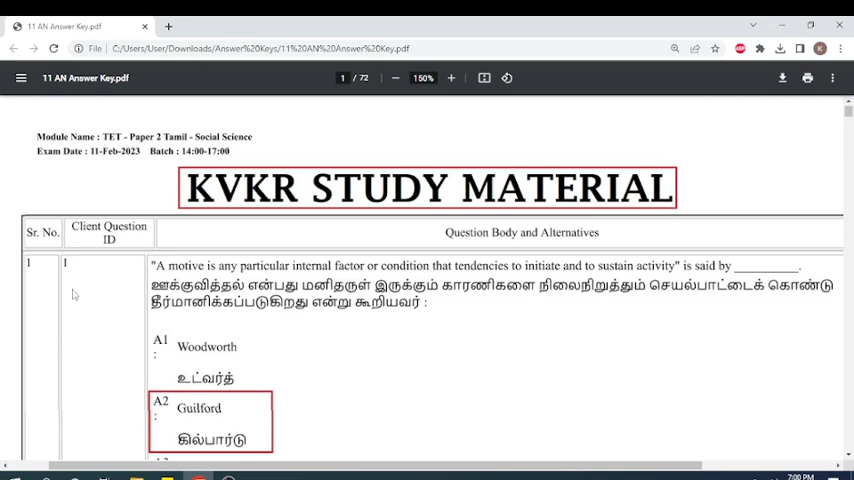 11 AN Answer Key.pdf
File C:/Users/User/Downloads/Answer%20Keys/11%20AN%20Answer%20Key.pdf
ABP
K
11 AN Answer Key.pdf
1 / 72
150%
Module Name : TET - Paper 2 Tamil - Social Science
Exam Date : 11-Feb-2023 Batch : 14:00-17:00
KVKR STUDY MATERIAL
Sr. No.
Client Question ID
Question Body and Alternatives
1
1
"A motive is any particular internal factor or condition that tendencies to initiate and to sustain activity" is said by __________.
ஊக்குவித்தல் என்பது மனிதருள் இருக்கும் காரணிகளை நிலைநிறுத்தும் செயல்பாட்டைக் கொண்டு
தீர்மானிக்கப்படுகிறது என்று கூறியவர் :
A1 : Woodworth
உட்வர்த்
A2 : Guilford
கில்பார்டு
7:00 PM